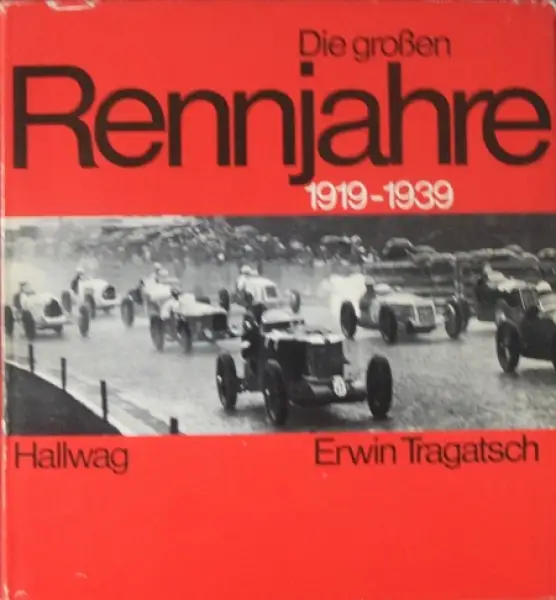 Die großen
Rennjahre
1919-1939
Hallwag
Erwin Tragatsch